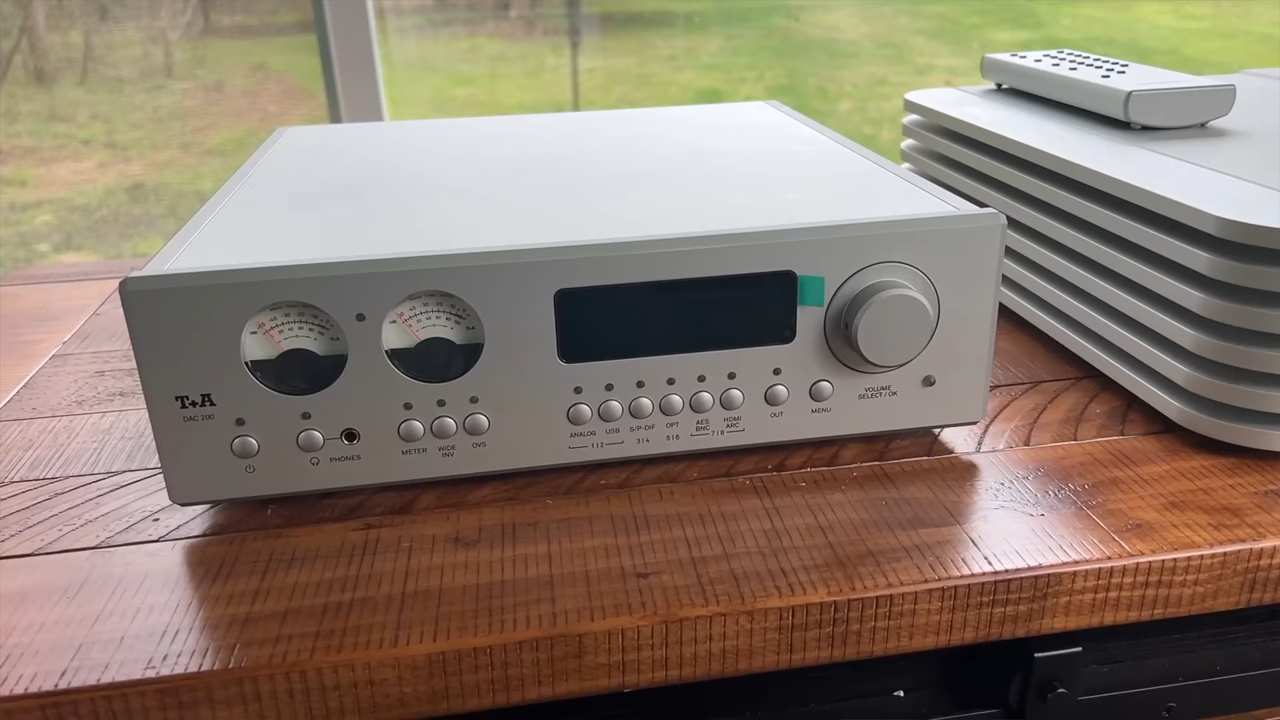 T+A
DAC 200
PHONES
METER
WIDE
INV
OVS
ANALOG
USB
S/P-DIF
OPT
AES
BNC
HDMI
ARC
1|2
3|4
5|6
7|8
OUT
MENU
VOLUME
SELECT/OK